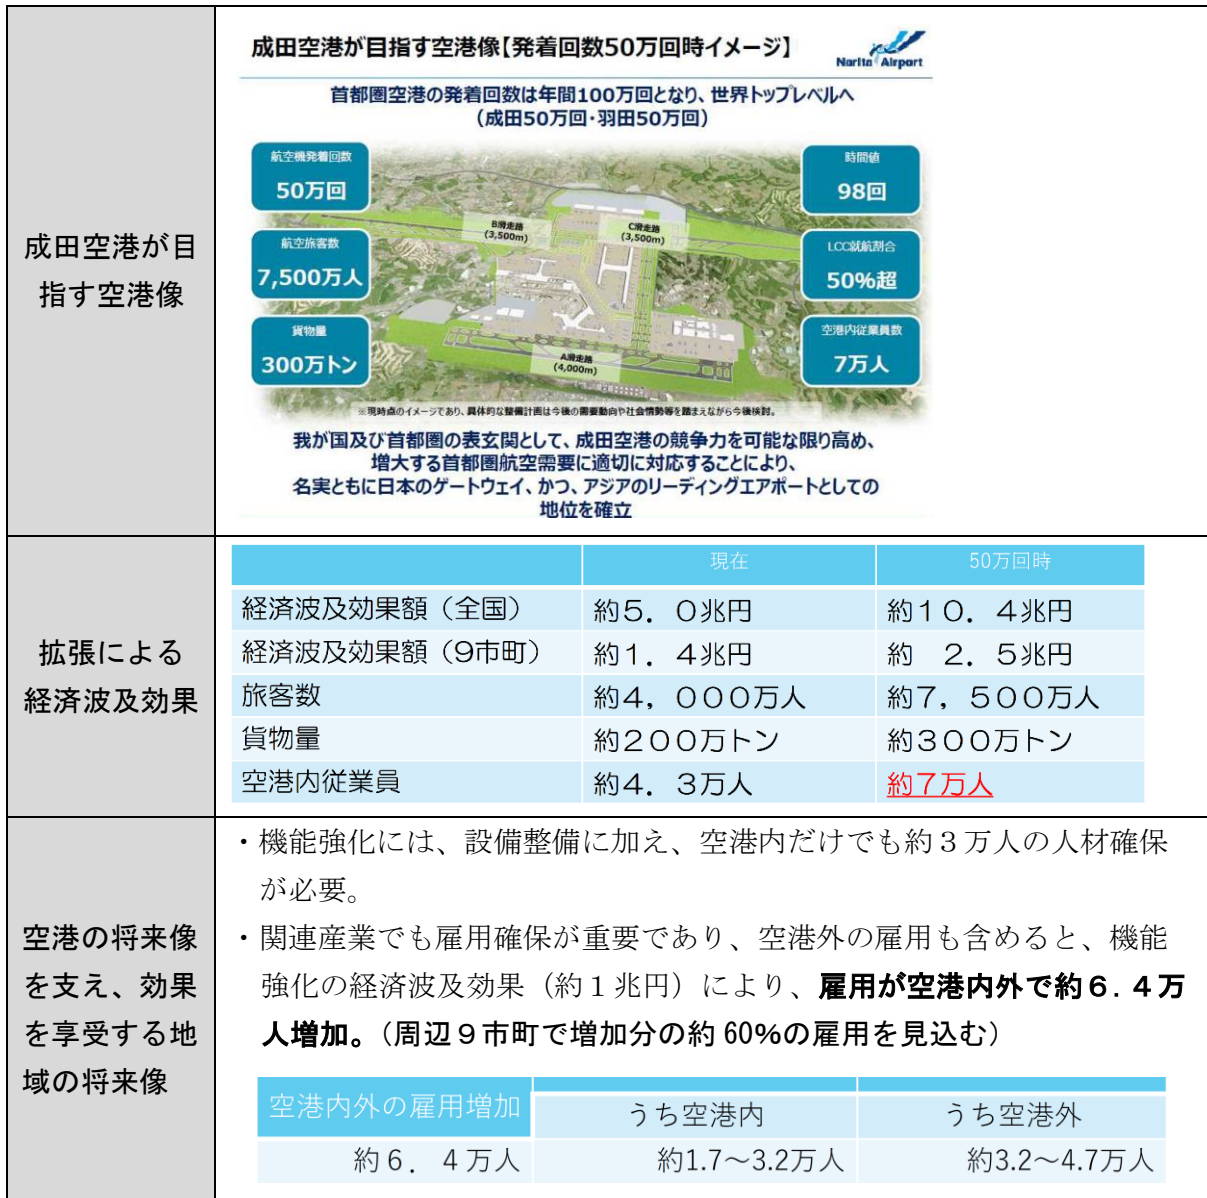 成田空港が目
指す空港像
成田空港が目指す空港像【発着回数50万回時イメージ】
Narita Airport
首都圏空港の発着回数は年間100万回となり、世界トップレベルへ
（成田50万回・羽田50万回）
航空機発着回数
50万回
時間値
98回
B滑走路
(3,500m)
C滑走路
(3,500m)
航空旅客数
7,500万人
LCC就航割合
50%超
貨物量
300万トン
空港内従業員数
7万人
A滑走路
(4,000m)
※現時点のイメージであり、具体的な整備計画は今後の需要動向や社会情勢等を踏まえながら今後検討。
我が国及び首都圏の表玄関として、成田空港の競争力を可能な限り高め、
増大する首都圏航空需要に適切に対応することにより、
名実ともに日本のゲートウェイ、かつ、アジアのリーディングエアポートとしての
地位を確立
拡張による
経済波及効果
現在 50万回時
経済波及効果額（全国） 約５．０兆円 約１０．４兆円
経済波及効果額（９市町） 約１．４兆円 約　２．５兆円
旅客数 約４，０００万人 約７，５００万人
貨物量 約２００万トン 約３００万トン
空港内従業員 約４．３万人 約７万人
空港の将来像
を支え、効果
を享受する地
域の将来像
・機能強化には、設備整備に加え、空港内だけでも約３万人の人材確保
が必要。
・関連産業でも雇用確保が重要であり、空港外の雇用も含めると、機能
強化の経済波及効果（約１兆円）により、雇用が空港内外で約６．４万
人増加。（周辺９市町で増加分の約 60%の雇用を見込む）
空港内外の雇用増加 うち空港内 うち空港外
約６．４万人 約1.7～3.2万人 約3.2～4.7万人